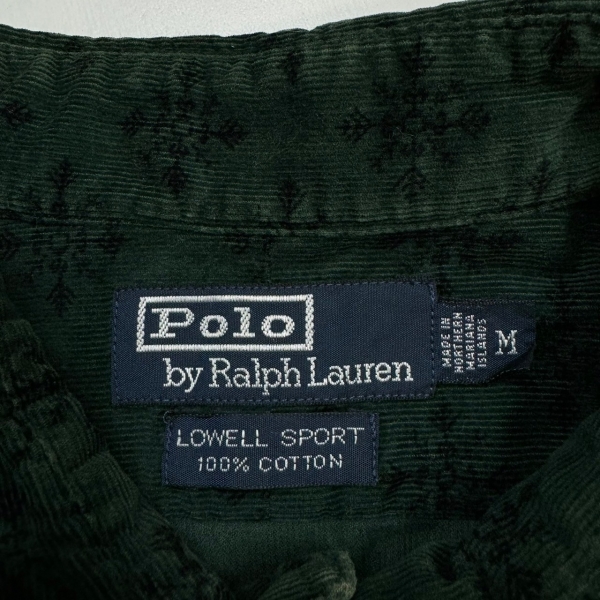 Polo
by Ralph Lauren
MADE IN
NORTHERN
MARIANA
ISLANDS
M
LOWELL SPORT
100% COTTON